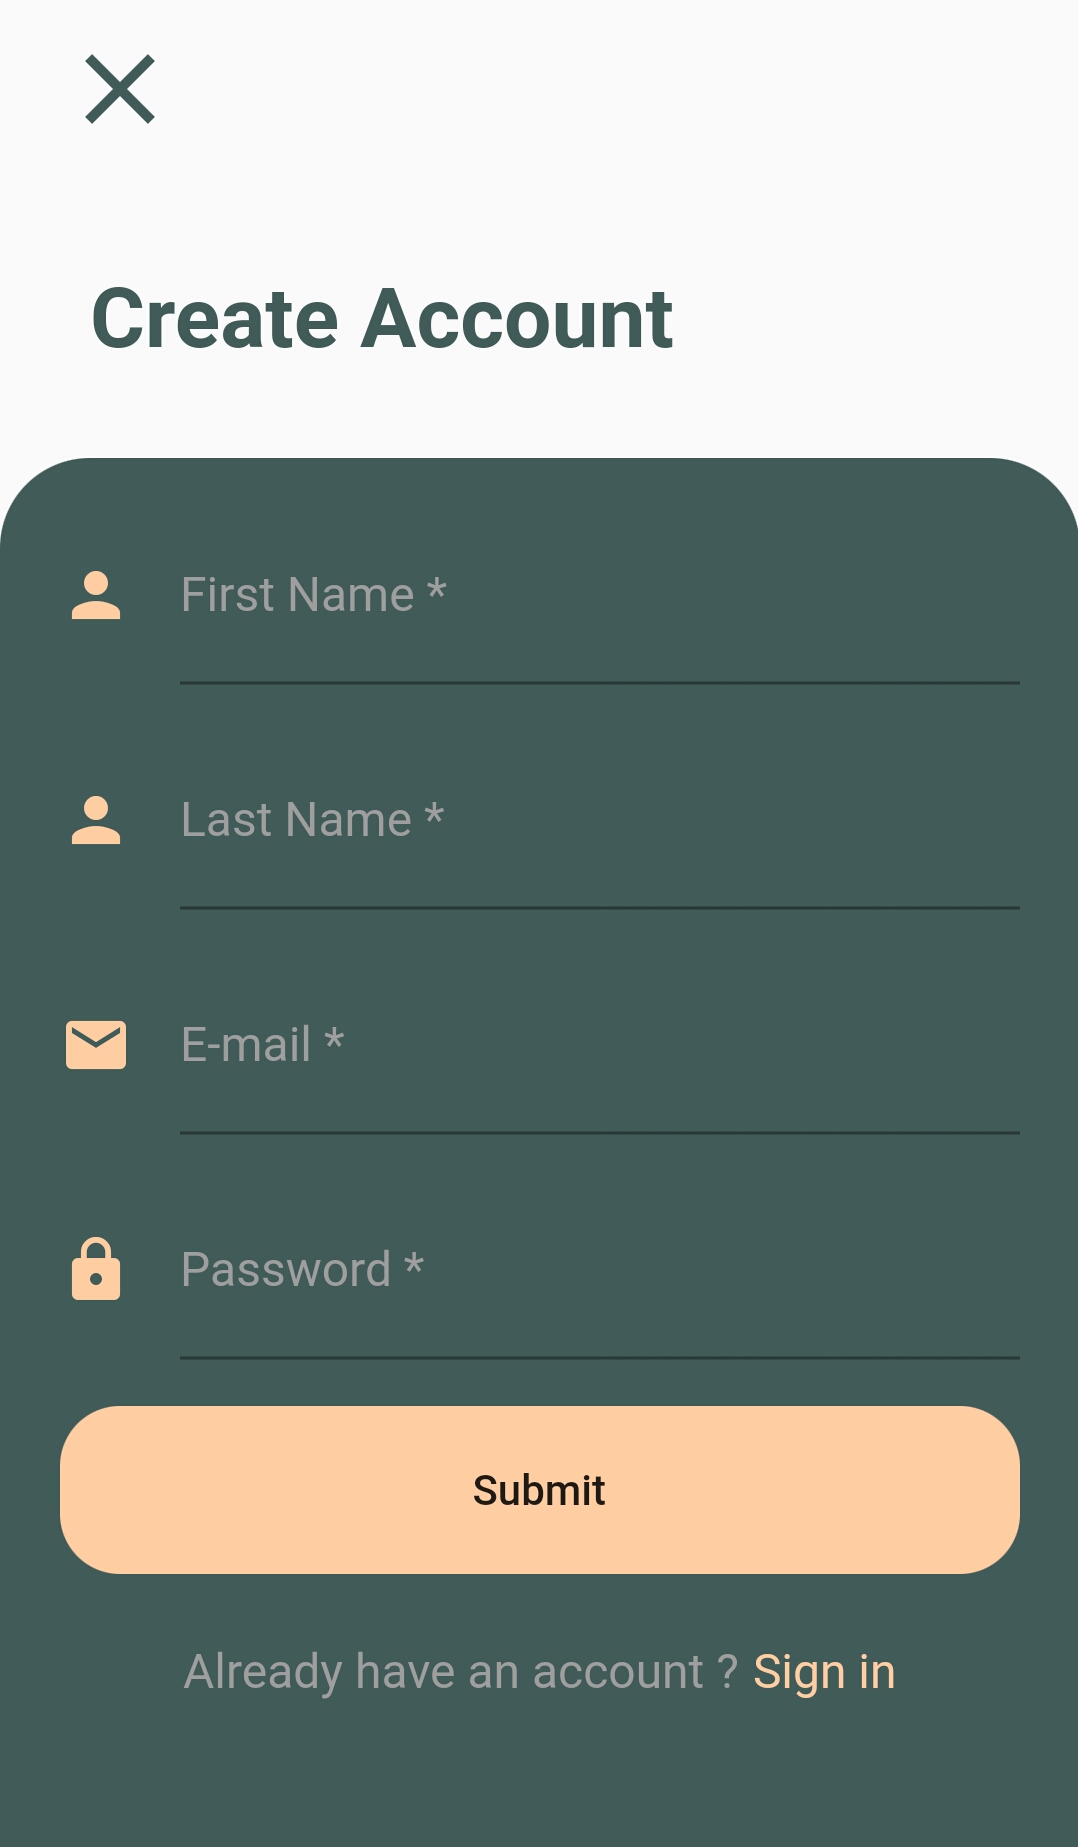 Create Account
First Name *
Last Name *
E-mail *
Password *
Submit
Already have an account ? Sign in